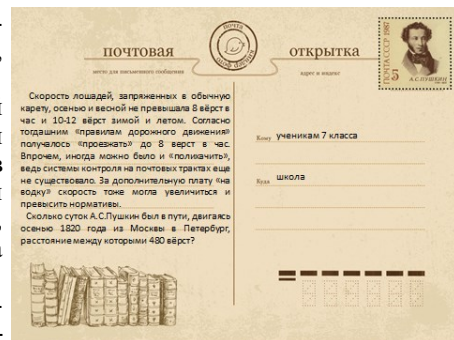 почтовая
почта
открытка
место для письменного сообщения
адрес и индекс
ПОЧТА СССР 1987
5
А.С.ПУШКИН
Скорость лошадей, запряженных в обычную
карету, осенью и весной не превышала 8 вёрст в
час и 10-12 вёрст зимой и летом. Согласно
тогдашним «правилам дорожного движения»
получалось «проезжать» до 8 верст в час.
Впрочем, иногда можно было и «полихачить»,
ведь системы контроля на почтовых трактах еще
не существовало. За дополнительную плату «на
водку» скорость тоже могла увеличиться и
превысить нормативы.
Сколько суток А.С.Пушкин был в пути, двигаясь
осенью 1820 года из Москвы в Петербург,
расстояние между которыми 480 вёрст?
Кому ученикам 7 класса
Куда школа